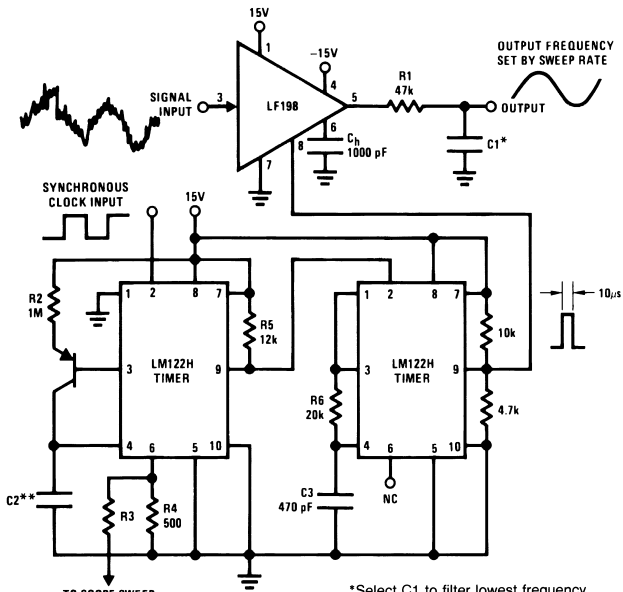 15V
1
-15V
4
SIGNAL
INPUT
3
LF198
5
R1
47k
OUTPUT FREQUENCY
SET BY SWEEP RATE
OUTPUT
6
8
7
Ch
1000 pF
C1*
SYNCHRONOUS
CLOCK INPUT
15V
R2
1M
1
2
8
7
R5
12k
3
LM122H
TIMER
9
4
6
5
10
C2**
R3
R4
500
1
2
8
7
10k
10µs
3
LM122H
TIMER
9
R6
20k
4.7k
4
6
5
10
C3
470 pF
NC
*Select C1 to filter lowest frequency